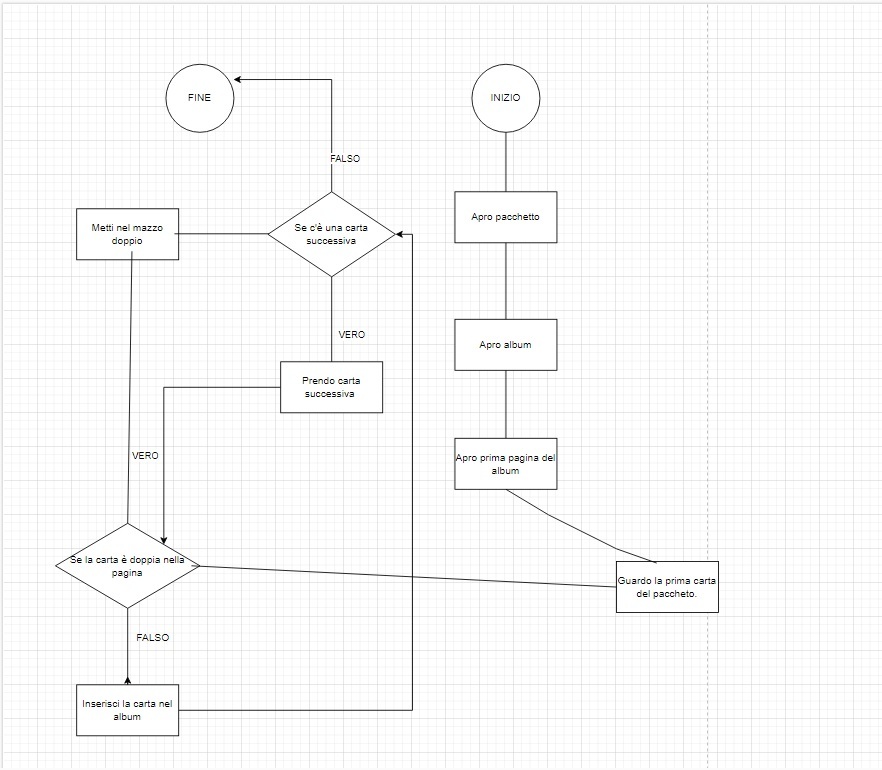 FINE
INIZIO
FALSO
Metti nel mazzo
doppio
Se c'è una carta
successiva
Apro pacchetto
VERO
Apro album
Prendo carta
successiva
VERO
Apro prima pagina del
album
Se la carta è doppia nella
pagina
Guardo la prima carta
del paccheto.
FALSO
Inserisci la carta nel
album